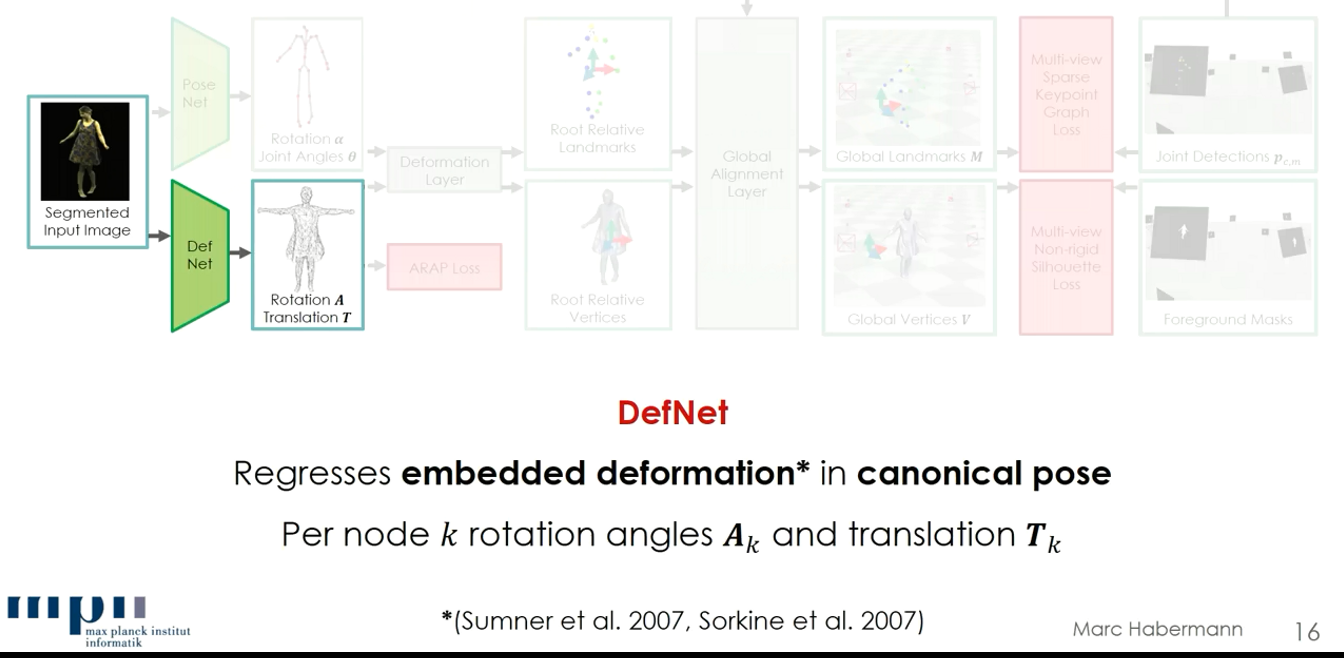 Pose
Net
Rotation α
Joint Angles θ
Deformation
Layer
Root Relative
Landmarks
Global
Alignment
Layer
Global Landmarks M
Multi-view
Sparse
Keypoint
Graph
Loss
Joint Detections p_{c,m}
Segmented
Input Image
Def
Net
Rotation A
Translation T
ARAP Loss
Root Relative
Vertices
Global Vertices V
Multi-view
Non-rigid
Silhouette
Loss
Foreground Masks
DefNet
Regresses embedded deformation* in canonical pose
Per node k rotation angles A_k and translation T_k
*(Sumner et al. 2007, Sorkine et al. 2007)
mpii
max planck institut
informatik
Marc Habermann
16